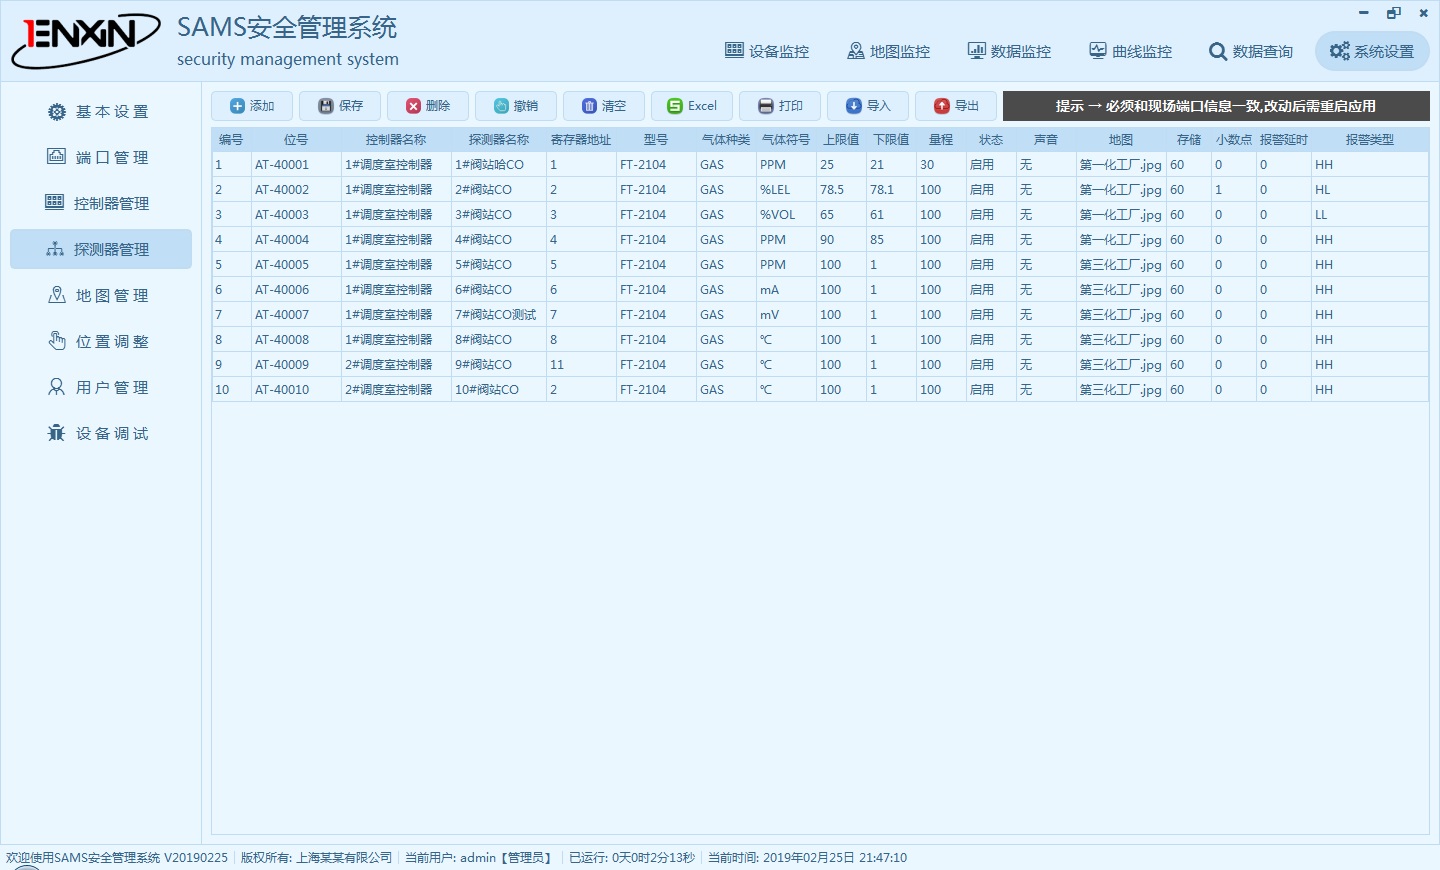 1ENXIN
SAMS安全管理系统
security management system
设备监控 地图监控 数据监控 曲线监控 数据查询 系统设置
基本设置
端口管理
控制器管理
探测器管理
地图管理
位置调整
用户管理
设备调试
添加 保存 删除 撤销 清空 Excel 打印 导入 导出 提示 → 必须和现场端口信息一致,改动后需重启应用
编号 位号 控制器名称 探测器名称 寄存器地址 型号 气体种类 气体符号 上限值 下限值 量程 状态 声音 地图 存储 小数点 报警延时 报警类型
1 AT-40001 1#调度室控制器 1#阀站哈CO 1 FT-2104 GAS PPM 25 21 30 启用 无 第一化工厂.jpg 60 0 0 HH
2 AT-40002 1#调度室控制器 2#阀站CO 2 FT-2104 GAS %LEL 78.5 78.1 100 启用 无 第一化工厂.jpg 60 1 0 HL
3 AT-40003 1#调度室控制器 3#阀站CO 3 FT-2104 GAS %VOL 65 61 100 启用 无 第一化工厂.jpg 60 0 0 LL
4 AT-40004 1#调度室控制器 4#阀站CO 4 FT-2104 GAS PPM 90 85 100 启用 无 第一化工厂.jpg 60 0 0 HH
5 AT-40005 1#调度室控制器 5#阀站CO 5 FT-2104 GAS PPM 100 1 100 启用 无 第三化工厂.jpg 60 0 0 HH
6 AT-40006 1#调度室控制器 6#阀站CO 6 FT-2104 GAS mA 100 1 100 启用 无 第三化工厂.jpg 60 0 0 HH
7 AT-40007 1#调度室控制器 7#阀站CO测试 7 FT-2104 GAS mV 100 1 100 启用 无 第三化工厂.jpg 60 0 0 HH
8 AT-40008 1#调度室控制器 8#阀站CO 8 FT-2104 GAS ℃ 100 1 100 启用 无 第三化工厂.jpg 60 0 0 HH
9 AT-40009 2#调度室控制器 9#阀站CO 11 FT-2104 GAS ℃ 100 1 100 启用 无 第三化工厂.jpg 60 0 0 HH
10 AT-40010 2#调度室控制器 10#阀站CO 2 FT-2104 GAS ℃ 100 1 100 启用 无 第三化工厂.jpg 60 0 0 HH
欢迎使用SAMS安全管理系统 V20190225 版权所有: 上海某某有限公司 当前用户: admin【管理员】 已运行: 0天0时2分13秒 当前时间: 2019年02月25日 21:47:10